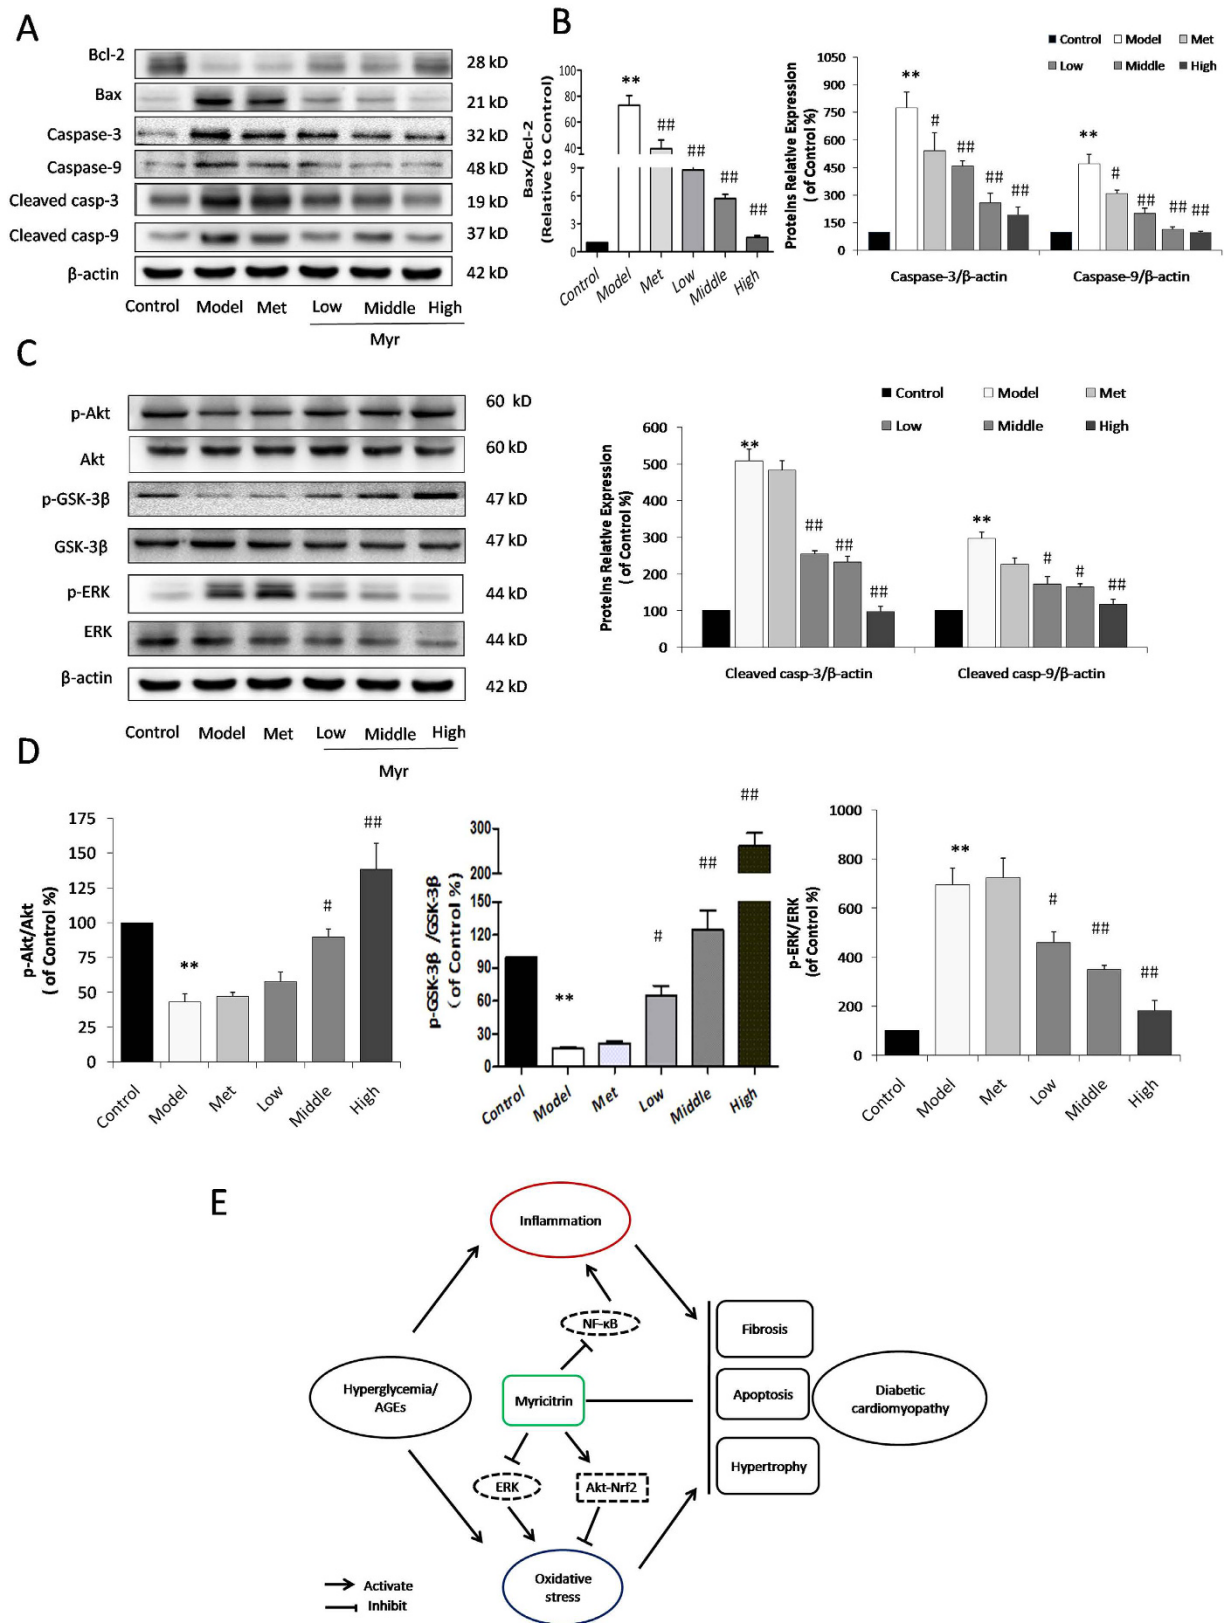 A
Bcl-2
28 kD
Bax
21 kD
Caspase-3
32 kD
Caspase-9
48 kD
Cleaved casp-3
19 kD
Cleaved casp-9
37 kD
β-actin
42 kD
Control Model Met Low Middle High
Myr
B
Bax/Bcl-2
(Relative to Control)
100
80
60
40
9
6
3
0
**
##
##
##
##
Control Model Met Low Middle High
Control Model Met
Low Middle High
Proteins Relative Expression
( of Control %)
1050
900
750
600
450
300
150
0
**
#
##
##
##
**
#
##
##
##
Caspase-3/β-actin Caspase-9/β-actin
C
p-Akt
60 kD
Akt
60 kD
p-GSK-3β
47 kD
GSK-3β
47 kD
p-ERK
44 kD
ERK
44 kD
β-actin
42 kD
Control Model Met Low Middle High
Myr
Control Model Met
Low Middle High
Proteins Relative Expression
( of Control %)
600
500
400
300
200
100
0
**
##
##
##
**
#
#
##
Cleaved casp-3/β-actin Cleaved casp-9/β-actin
D
p-Akt/Akt
( of Control %)
175
150
125
100
75
50
25
0
**
#
##
Control Model Met Low Middle High
p-GSK-3β /GSK-3β
( of Control %)
300
200
150
120
90
60
30
0
**
#
##
##
Control Model Met Low Middle High
p-ERK/ERK
(of Control %)
1000
800
600
400
200
0
**
#
##
##
Control Model Met Low Middle High
E
Inflammation
NF-κB
Fibrosis
Hyperglycemia/
AGEs
Myricitrin
Apoptosis
Diabetic
cardiomyopathy
Hypertrophy
ERK
Akt-Nrf2
Oxidative
stress
Activate
Inhibit